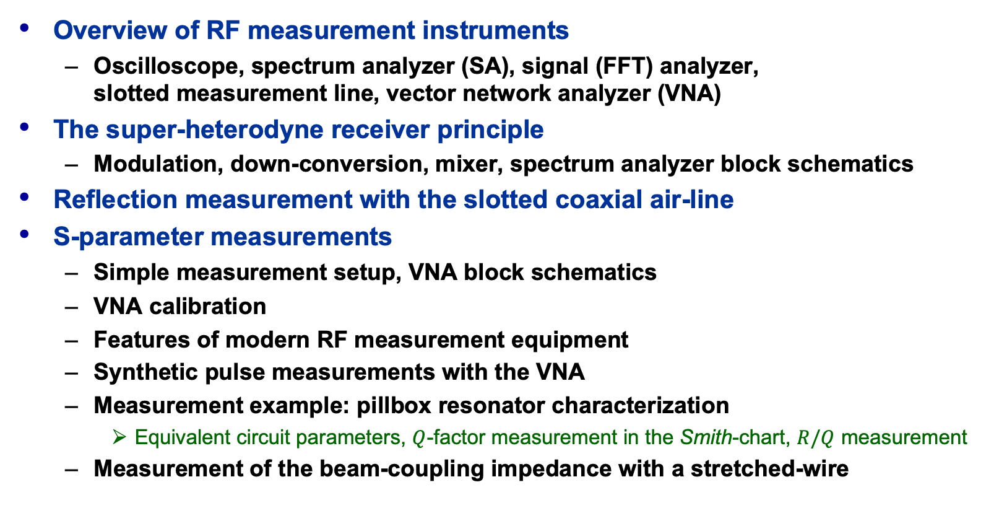 • Overview of RF measurement instruments
– Oscilloscope, spectrum analyzer (SA), signal (FFT) analyzer,
slotted measurement line, vector network analyzer (VNA)
• The super-heterodyne receiver principle
– Modulation, down-conversion, mixer, spectrum analyzer block schematics
• Reflection measurement with the slotted coaxial air-line
• S-parameter measurements
– Simple measurement setup, VNA block schematics
– VNA calibration
– Features of modern RF measurement equipment
– Synthetic pulse measurements with the VNA
– Measurement example: pillbox resonator characterization
➢ Equivalent circuit parameters, Q-factor measurement in the Smith-chart, R/Q measurement
– Measurement of the beam-coupling impedance with a stretched-wire